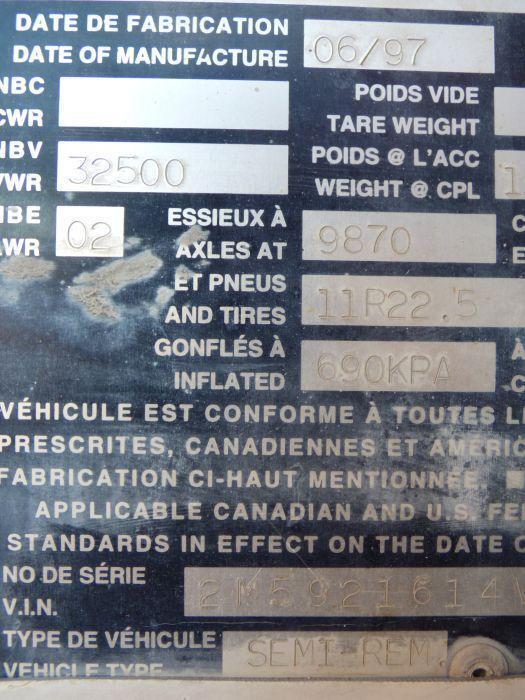 DATE DE FABRICATION
DATE OF MANUFACTURE 06/97
NBC
CWR
POIDS VIDE
TARE WEIGHT
NBV
VWR 32500
POIDS @ L'ACC
WEIGHT @ CPL 1
BE
WR 02
ESSIEUX À
AXLES AT 9870
ET PNEUS
AND TIRES 11R22.5
GONFLÉS À
INFLATED 690KPA
VÉHICULE EST CONFORME À TOUTES LE
PRESCRITES, CANADIENNES ET AMÉRIC
FABRICATION CI-HAUT MENTIONNÉE
APPLICABLE CANADIAN AND U.S. FE
STANDARDS IN EFFECT ON THE DATE O
NO DE SÉRIE
V.I.N. 2M5921614
TYPE DE VÉHICULE
VEHICLE TYPE SEMI-REM.